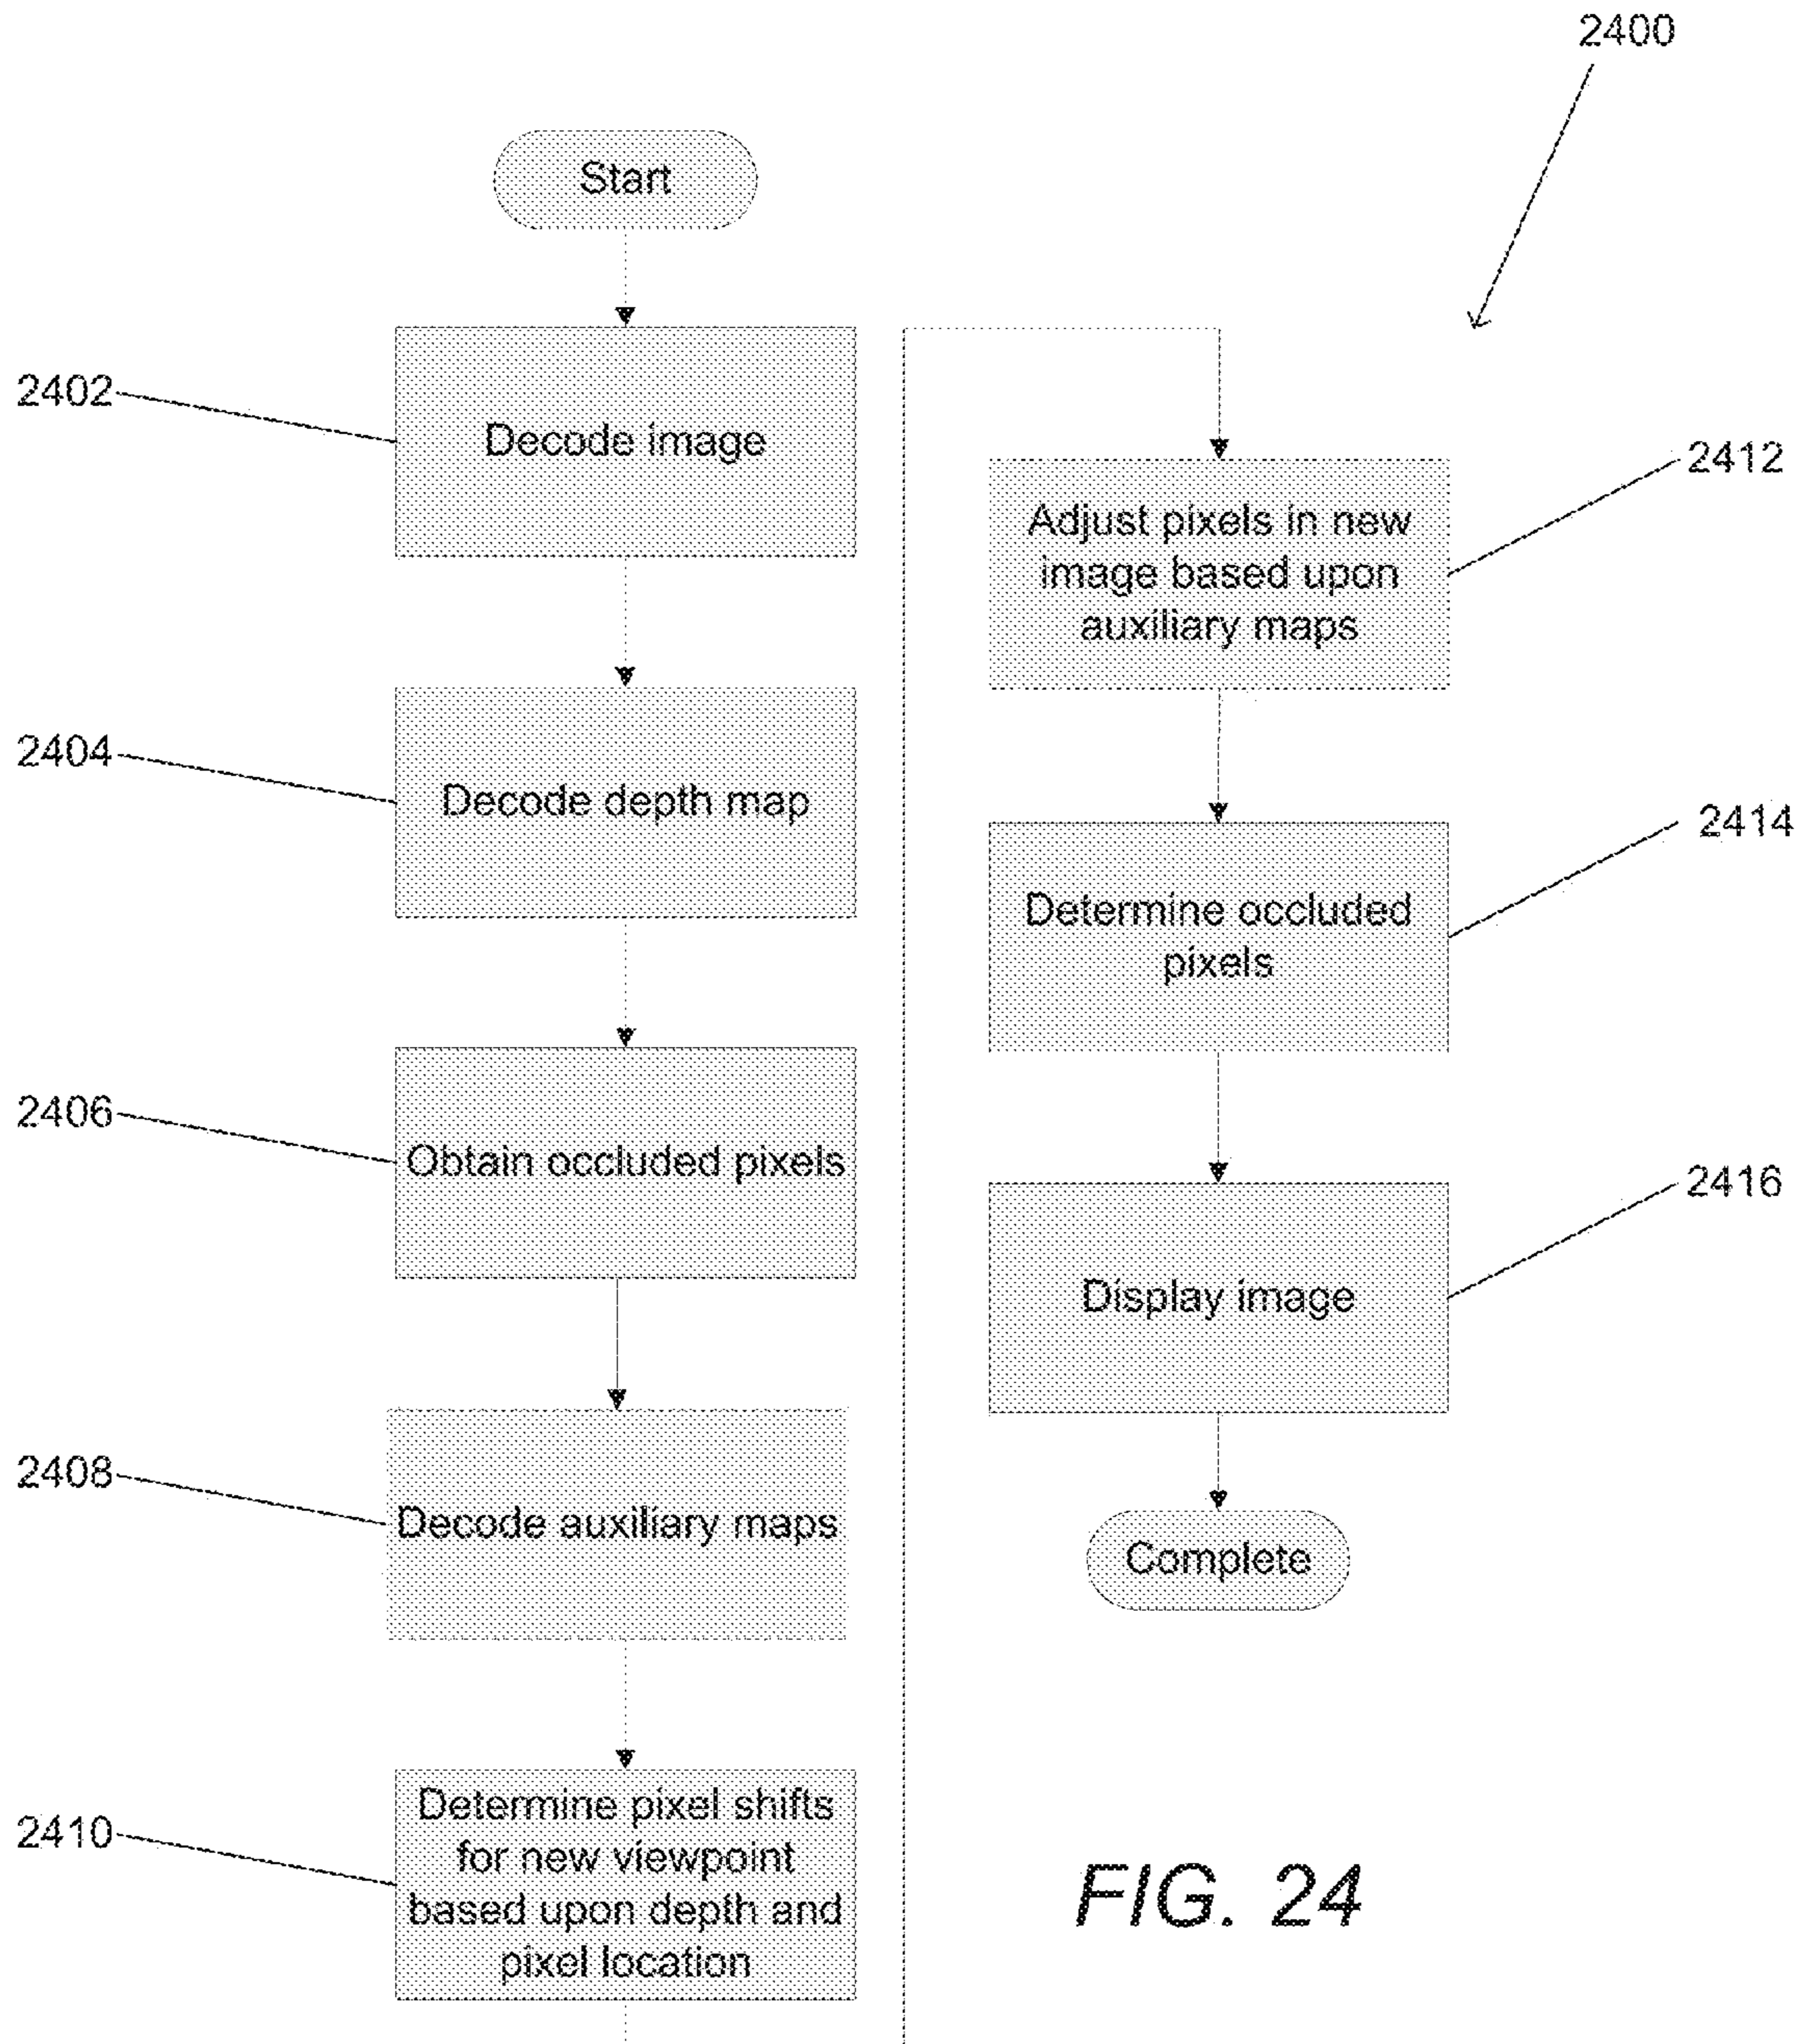 2400
Start
2402
Decode image
2404
Decode depth map
2406
Obtain occluded pixels
2408
Decode auxiliary maps
2410
Determine pixel shifts
for new viewpoint
based upon depth and
pixel location
2412
Adjust pixels in new
image based upon
auxiliary maps
2414
Determine occluded
pixels
2416
Display image
Complete
FIG. 24